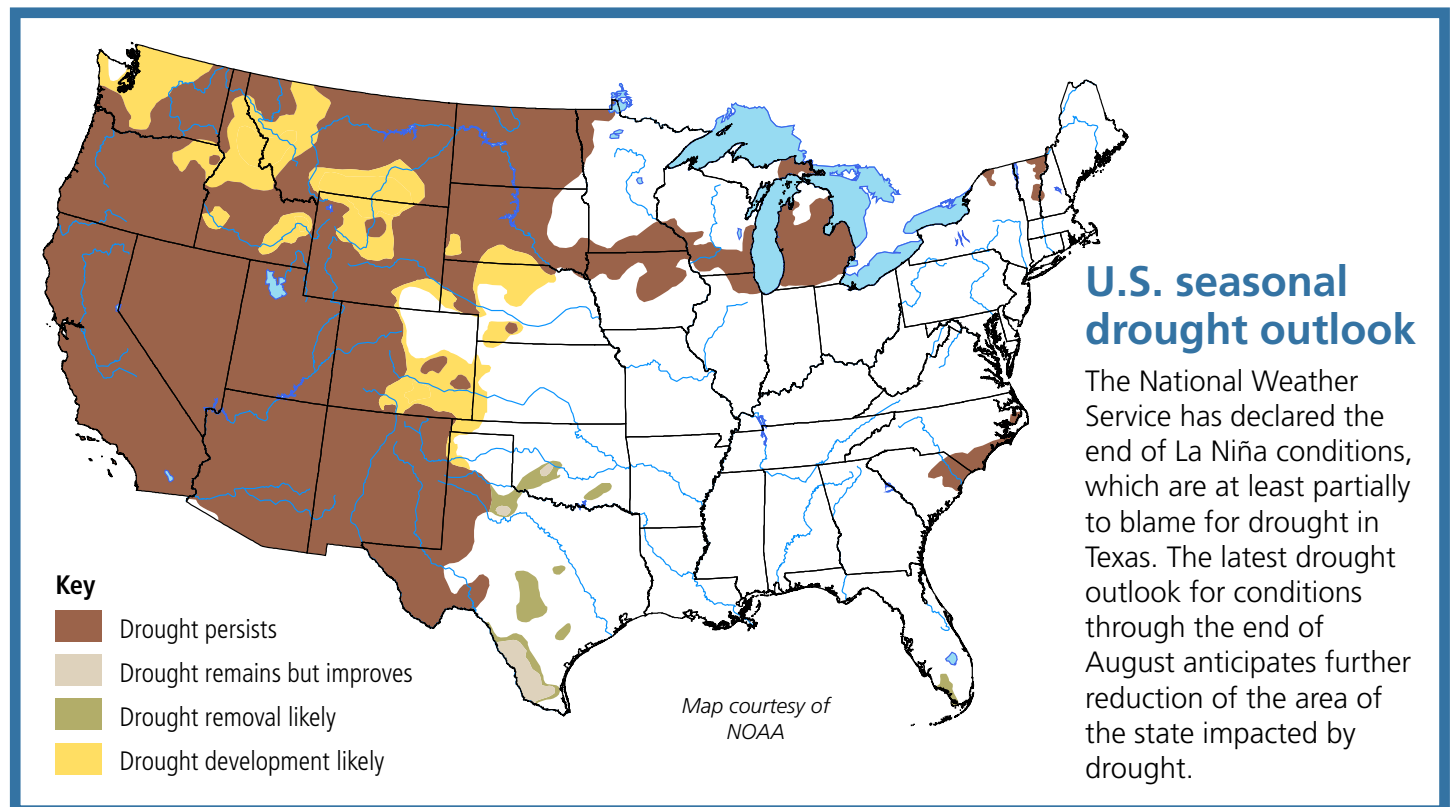 U.S. seasonal
drought outlook
The National Weather
Service has declared the
end of La Niña conditions,
which are at least partially
to blame for drought in
Texas. The latest drought
outlook for conditions
through the end of
August anticipates further
reduction of the area of
the state impacted by
drought.
Key
Drought persists
Drought remains but improves
Drought removal likely
Drought development likely
Map courtesy of
NOAA